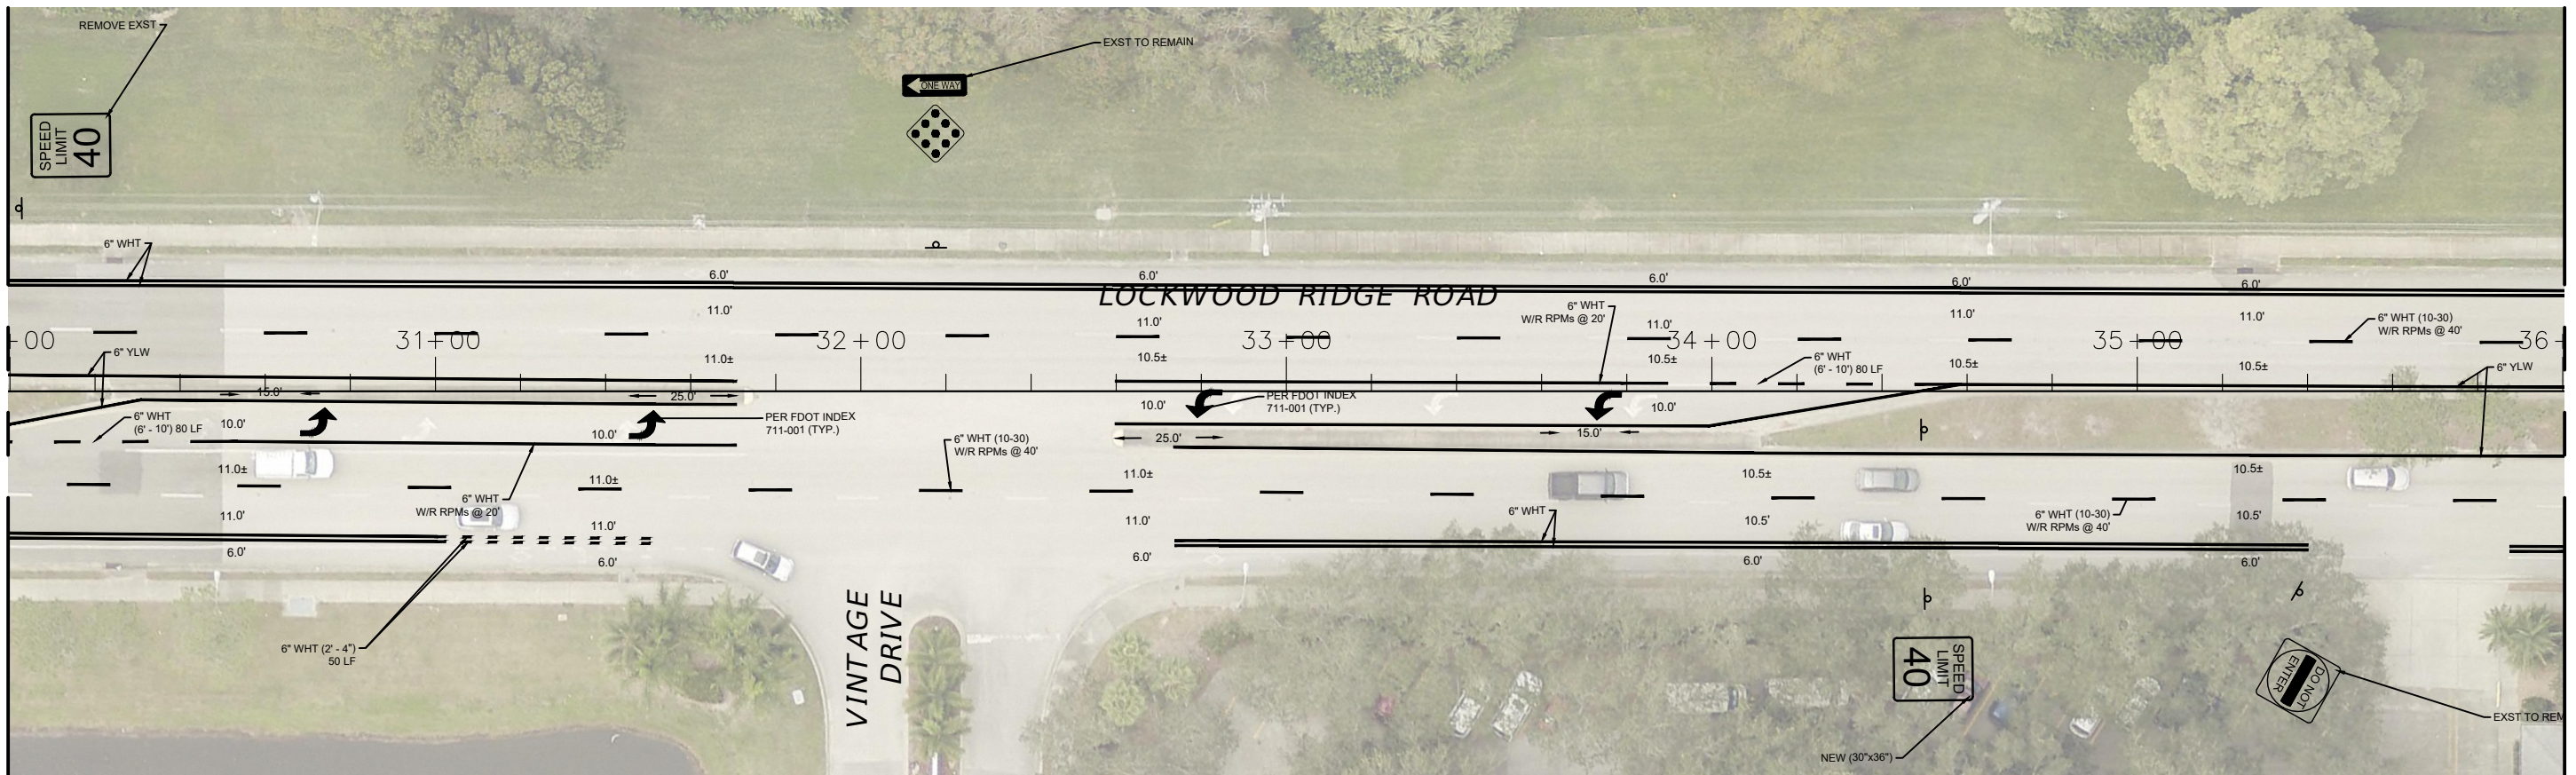 REMOVE EXST
EXST TO REMAIN
ONE WAY
SPEED
LIMIT
40
6" WHT
6.0'
6.0'
6.0'
6.0'
6.0'
LOCKWOOD RIDGE ROAD
11.0'
11.0'
11.0'
11.0'
11.0'
6" WHT
W/R RPMs @ 20'
6" WHT (10-30)
W/R RPMs @ 40'
+00
31+00
32+00
33+00
34+00
35+00
36+
6" YLW
11.0±
10.5±
10.5±
10.5±
10.5±
6" WHT
(6' - 10') 80 LF
6" YLW
15.0'
25.0'
10.0'
PER FDOT INDEX
711-001 (TYP.)
10.0'
6" WHT
(6' - 10') 80 LF
10.0'
10.0'
PER FDOT INDEX
711-001 (TYP.)
6" WHT (10-30)
W/R RPMs @ 40'
25.0'
15.0'
11.0±
11.0±
11.0±
10.5±
10.5±
6" WHT
W/R RPMs @ 20'
11.0'
11.0'
11.0'
6" WHT
10.5'
6" WHT (10-30)
W/R RPMs @ 40'
10.5'
6.0'
6.0'
6.0'
6.0'
6.0'
VINTAGE
DRIVE
6" WHT (2' - 4")
50 LF
SPEED
LIMIT
40
DO NOT
ENTER
EXST TO REM
NEW (30"x36")